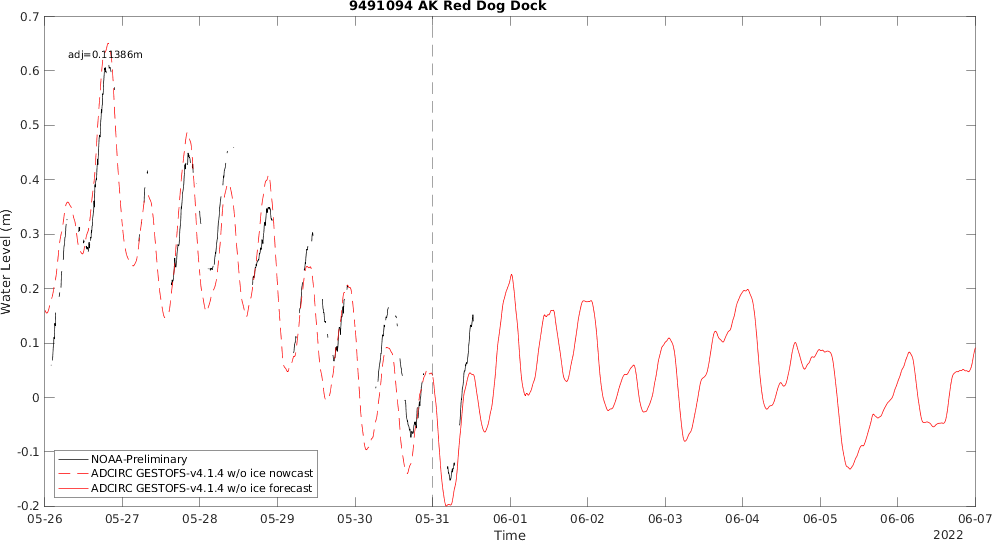 9491094 AK Red Dog Dock
0.7
0.6
0.5
0.4
0.3
0.2
0.1
0
-0.1
-0.2
Water Level (m)
adj=0.11386m
NOAA-Preliminary
ADCIRC GESTOFS-v4.1.4 w/o ice nowcast
ADCIRC GESTOFS-v4.1.4 w/o ice forecast
05-26 05-27 05-28 05-29 05-30 05-31 06-01 06-02 06-03 06-04 06-05 06-06 06-07
Time
2022